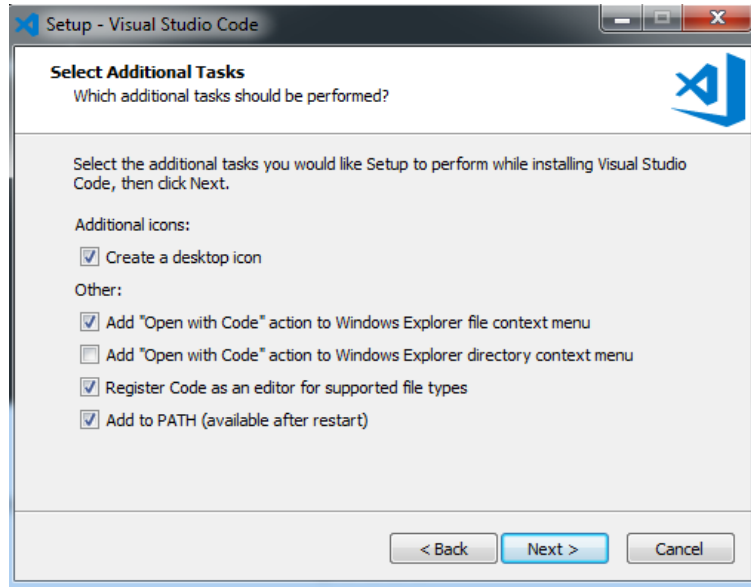 Setup - Visual Studio Code
Select Additional Tasks
Which additional tasks should be performed?
Select the additional tasks you would like Setup to perform while installing Visual Studio
Code, then click Next.
Additional icons:
Create a desktop icon
Other:
Add "Open with Code" action to Windows Explorer file context menu
Add "Open with Code" action to Windows Explorer directory context menu
Register Code as an editor for supported file types
Add to PATH (available after restart)
< Back Next > Cancel